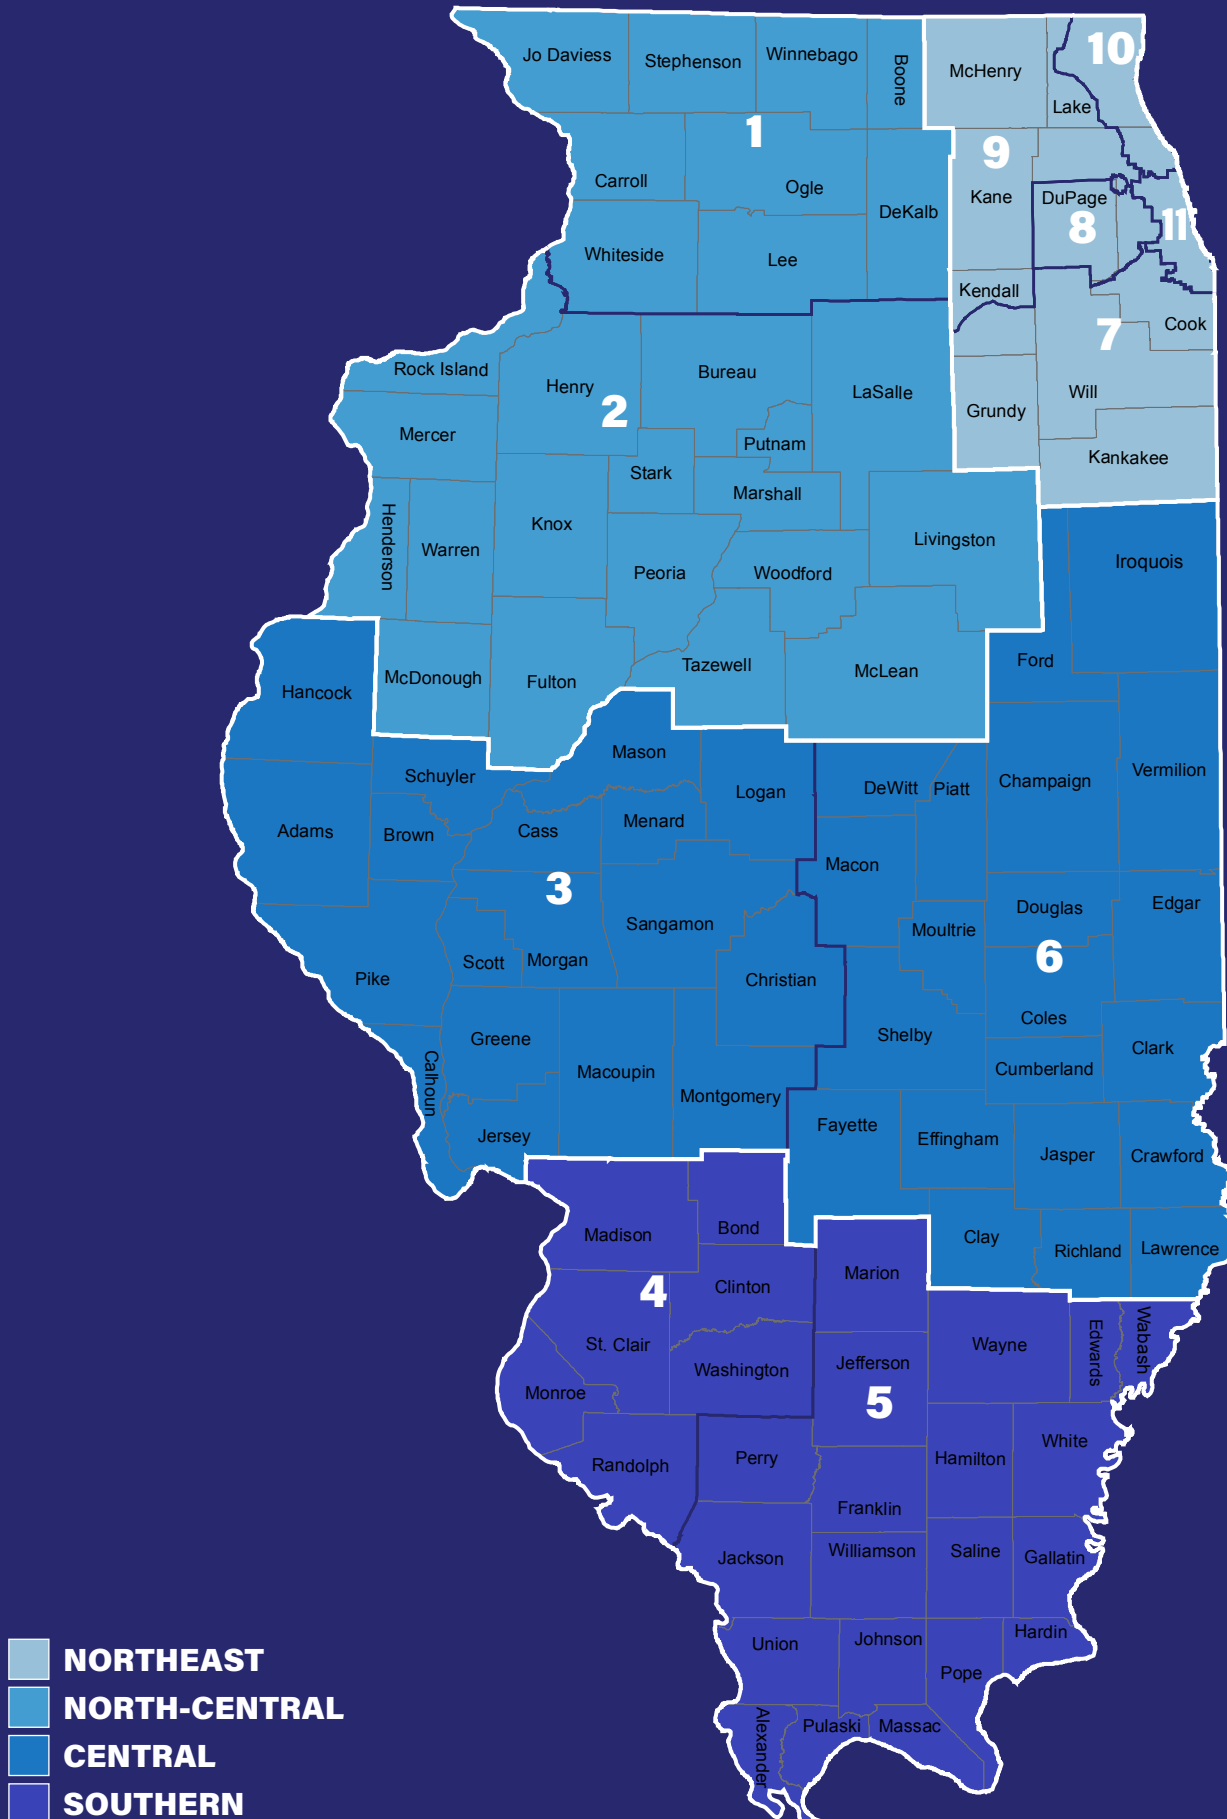 10
Jo Daviess
Stephenson
Winnebago
Boone
McHenry
Lake
1
9
Carroll
Ogle
DeKalb
Kane
DuPage
8
11
Whiteside
Lee
Kendall
7
Cook
Rock Island
Henry
2
Bureau
LaSalle
Will
Grundy
Mercer
Putnam
Kankakee
Stark
Marshall
Henderson
Warren
Knox
Peoria
Woodford
Livingston
Iroquois
Ford
McDonough
Fulton
Tazewell
McLean
Hancock
Mason
Schuyler
Logan
DeWitt
Piatt
Champaign
Vermilion
Adams
Brown
Cass
Menard
Macon
3
Sangamon
Moultrie
Douglas
Edgar
6
Scott
Morgan
Pike
Christian
Coles
Greene
Shelby
Clark
Calhoun
Macoupin
Cumberland
Montgomery
Jersey
Fayette
Effingham
Jasper
Crawford
Madison
Bond
Clay
Richland
Lawrence
4
Clinton
Marion
St. Clair
Washington
Jefferson
Wayne
Edwards
Wabash
5
Monroe
Randolph
Perry
Hamilton
White
Franklin
Jackson
Williamson
Saline
Gallatin
Union
Johnson
Hardin
Pope
Alexander
Pulaski
Massac
NORTHEAST
NORTH-CENTRAL
CENTRAL
SOUTHERN